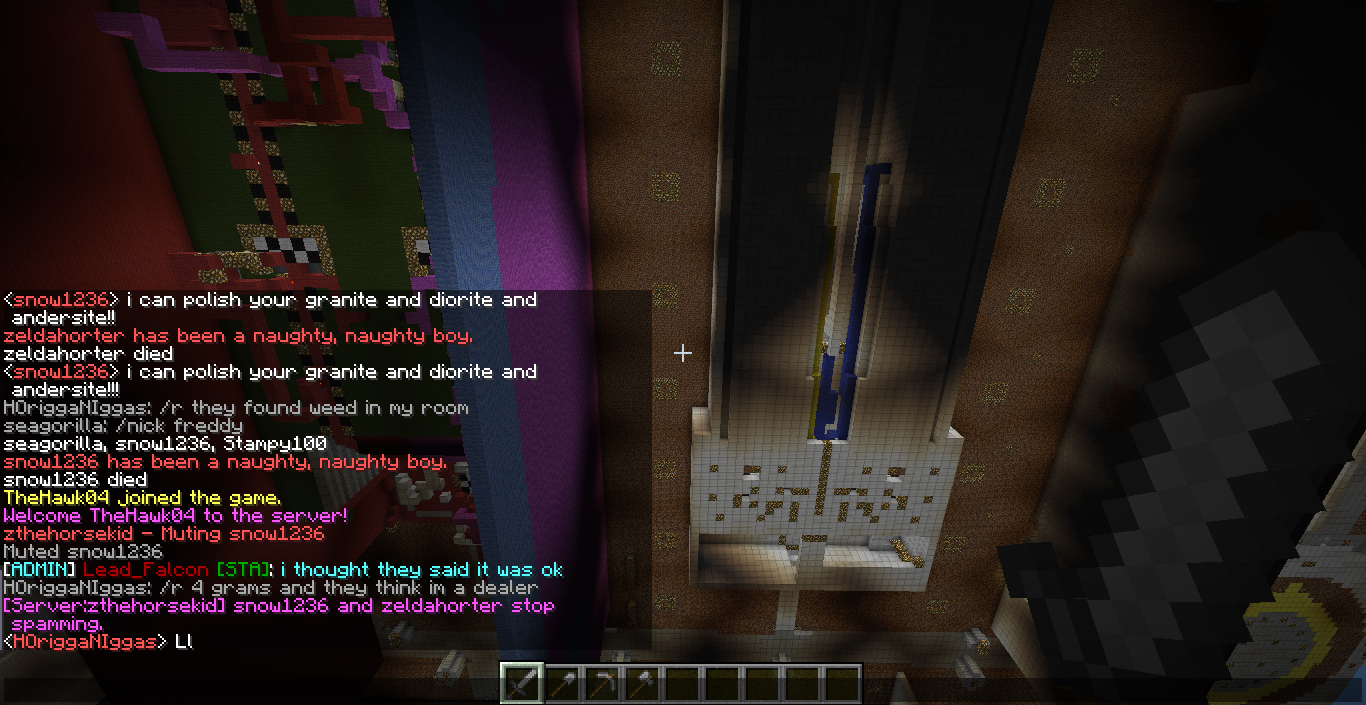 <snow1236> i can polish your granite and diorite and
andersite!!
zeldahorter has been a naughty, naughty boy.
zeldahorter died
<snow1236> i can polish your granite and diorite and
andersite!!!
HOriggaNIggas: /r they found weed in my room
seagorilla: /nick freddy
seagorilla, snow1236, Stampy100
snow1236 has been a naughty, naughty boy.
snow1236 died
TheHawk04 joined the game.
Welcome TheHawk04 to the server!
zthehorsekid - Muting snow1236
Muted snow1236
[ADMIN] Lead_Falcon [STA]: i thought they said it was ok
HOriggaNIggas: /r 4 grams and they think im a dealer
[Server:zthehorsekid] snow1236 and zeldahorter stop
spamming.
<HOriggaNIggas> Ll